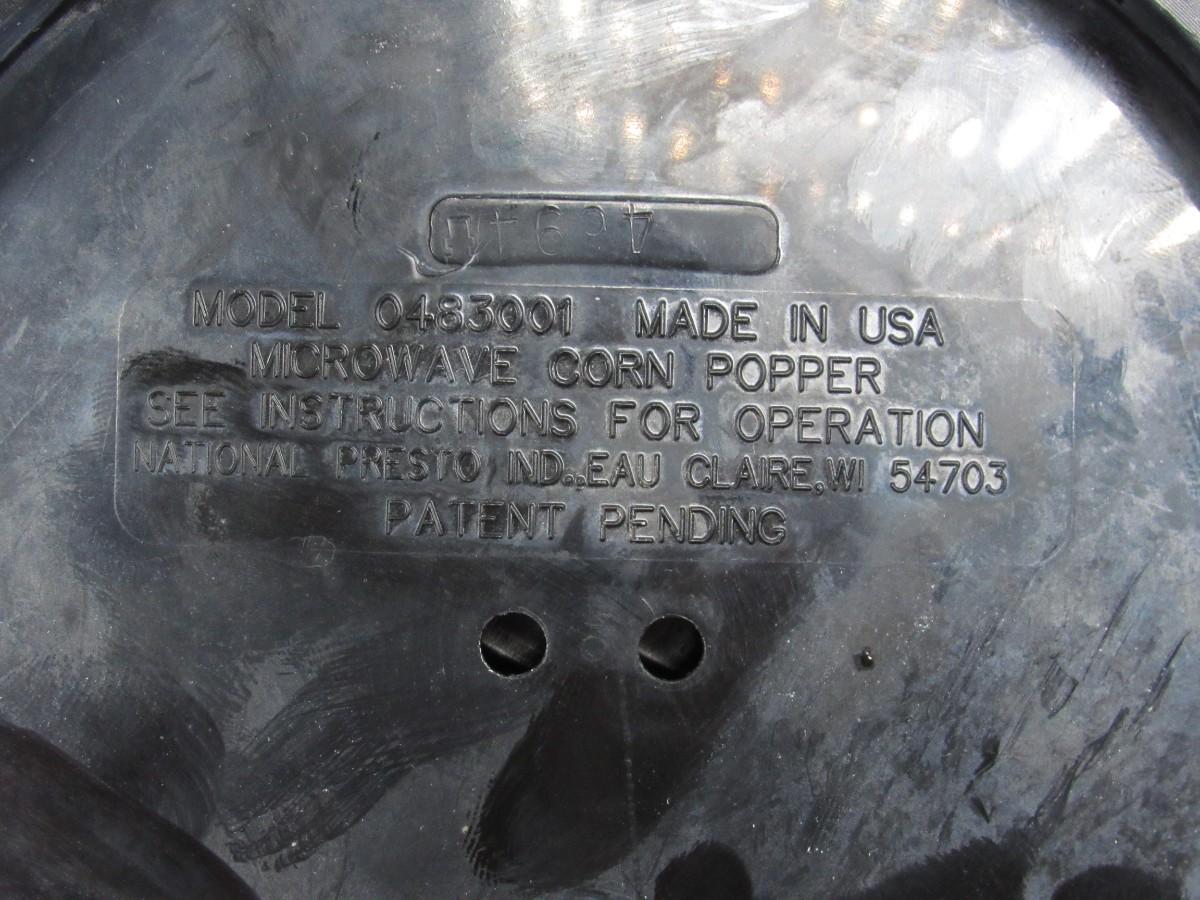 MODEL 0483001 MADE IN USA
MICROWAVE CORN POPPER
SEE INSTRUCTIONS FOR OPERATION
NATIONAL PRESTO IND., EAU CLAIRE, WI 54703
PATENT PENDING